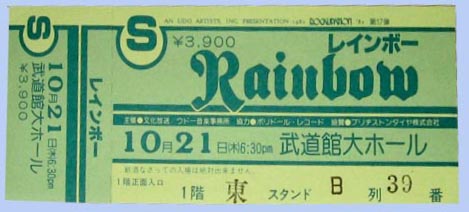 S
¥3,900
レインボー
10月21日(水)6:30pm
武道館大ホール
AN UDO ARTISTS, INC. PRESENTATION 1981
S
¥3,900
レインボー
Rainbow
主催●文化放送/ウドー音楽事務所 協力●ポリドール・レコード 協賛●ブリヂストンタイヤ株式会社
10月21日(水)6:30pm 武道館大ホール
1階正面入口
1階 東 スタンド B 列 39 番